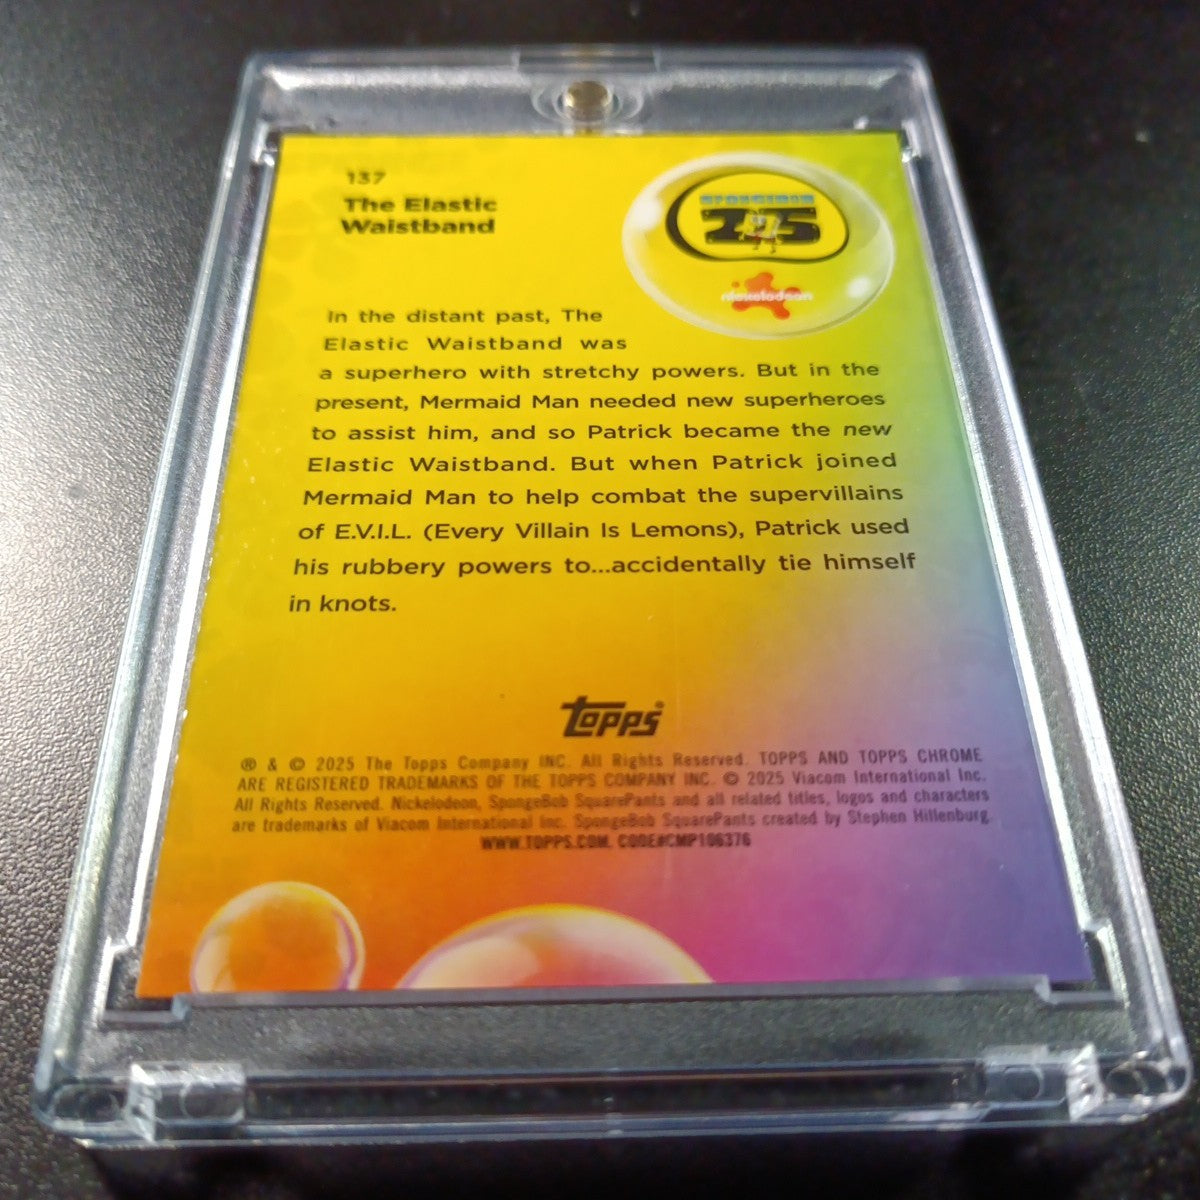 137
The Elastic
Waistband
SPONGEBOB
25
nickelodeon
In the distant past, The
Elastic Waistband was
a superhero with stretchy powers. But in the
present, Mermaid Man needed new superheroes
to assist him, and so Patrick became the new
Elastic Waistband. But when Patrick joined
Mermaid Man to help combat the supervillains
of E.V.I.L. (Every Villain Is Lemons), Patrick used
his rubbery powers to...accidentally tie himself
in knots.
topps®
® & © 2025 The Topps Company INC. All Rights Reserved. TOPPS AND TOPPS CHROME
ARE REGISTERED TRADEMARKS OF THE TOPPS COMPANY INC. © 2025 Viacom International Inc.
All Rights Reserved. Nickelodeon, SpongeBob SquarePants and all related titles, logos and characters
are trademarks of Viacom International Inc. SpongeBob SquarePants created by Stephen Hillenburg.
WWW.TOPPS.COM. CODE#CMP106376